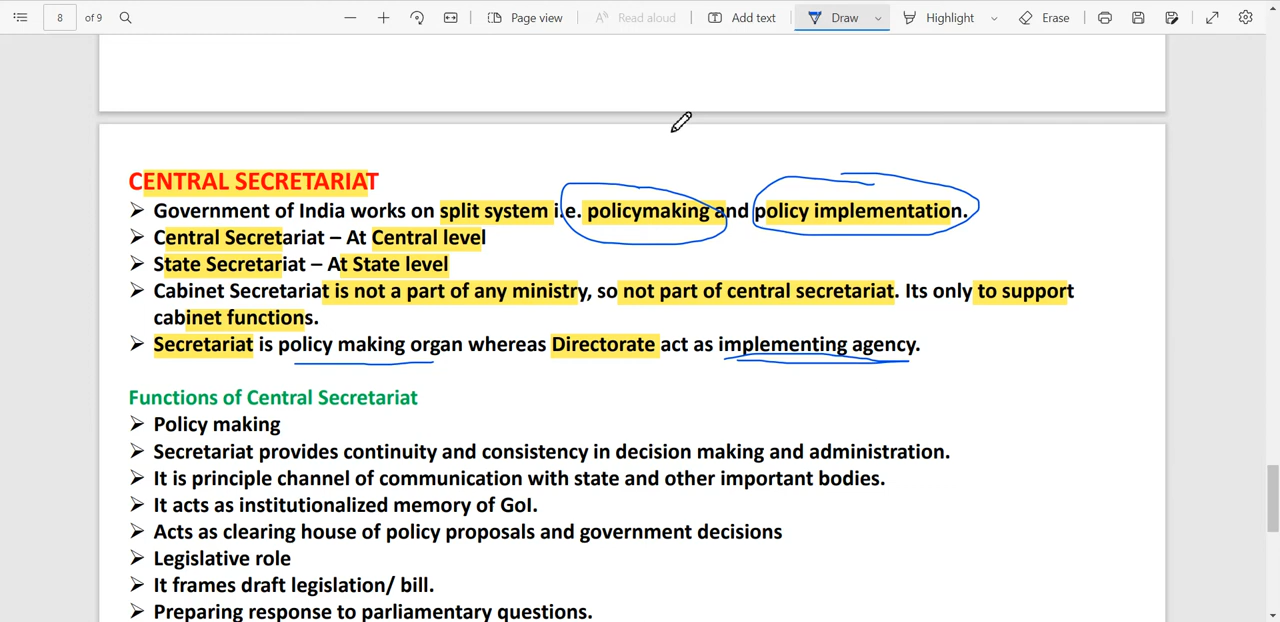 8 of 9 Page view Read aloud Add text Draw Highlight Erase
CENTRAL SECRETARIAT
➢ Government of India works on split system i.e. policymaking and policy implementation.
➢ Central Secretariat – At Central level
➢ State Secretariat – At State level
➢ Cabinet Secretariat is not a part of any ministry, so not part of central secretariat. Its only to support
cabinet functions.
➢ Secretariat is policy making organ whereas Directorate act as implementing agency.
Functions of Central Secretariat
➢ Policy making
➢ Secretariat provides continuity and consistency in decision making and administration.
➢ It is principle channel of communication with state and other important bodies.
➢ It acts as institutionalized memory of GoI.
➢ Acts as clearing house of policy proposals and government decisions
➢ Legislative role
➢ It frames draft legislation/ bill.
➢ Preparing response to parliamentary questions.